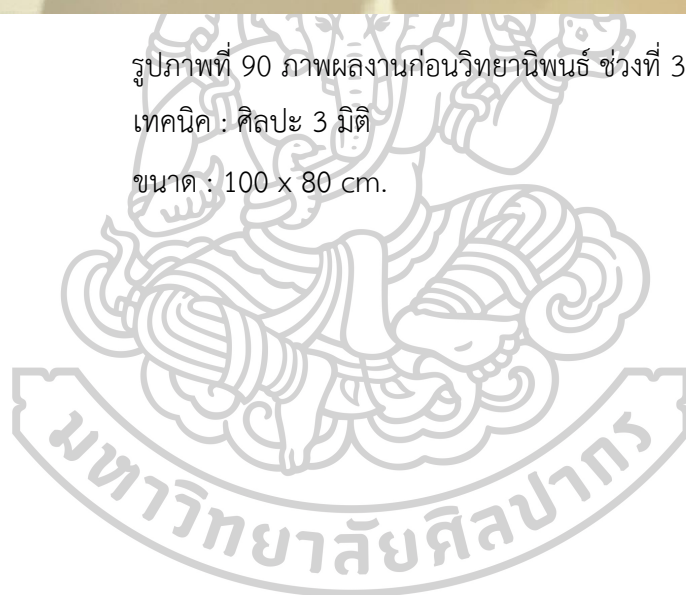 รูปภาพที่ 90 ภาพผลงานก่อนวิทยานิพนธ์ ช่วงที่ 3
เทคนิค : ศิลปะ 3 มิติ
ขนาด : 100 x 80 cm.
มหาวิทยาลัยศิลปากร